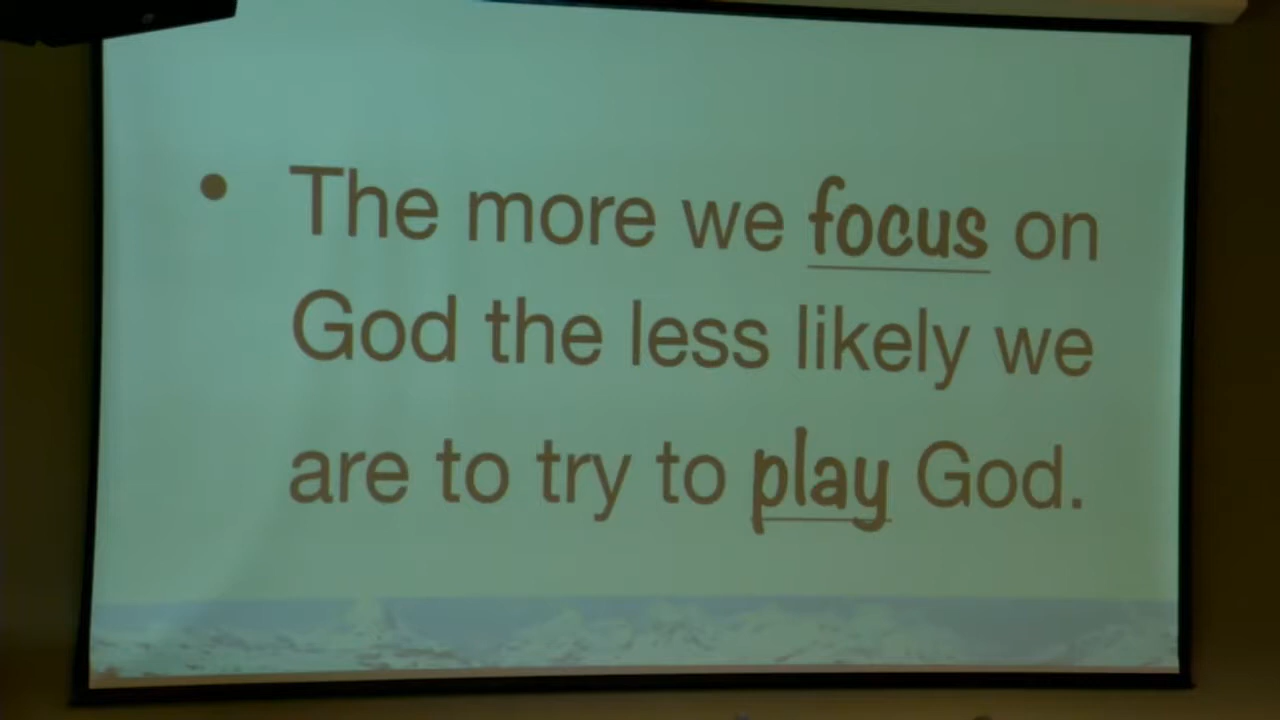 • The more we focus on
God the less likely we
are to try to play God.